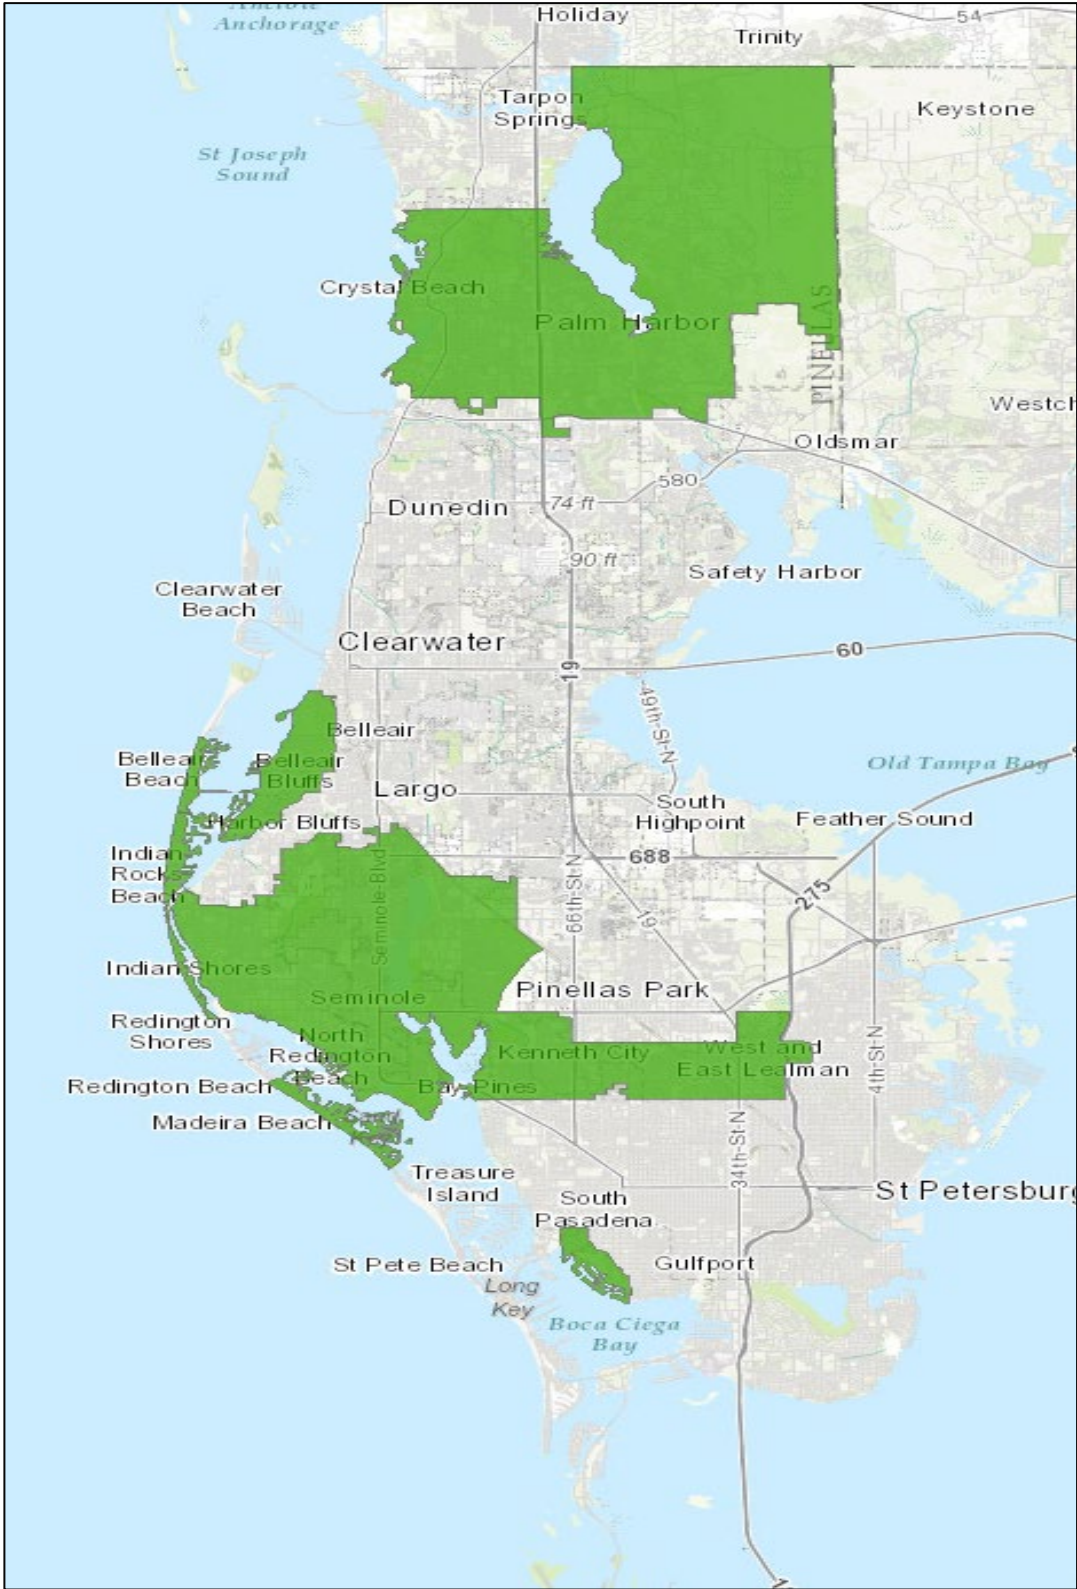 Anclote
Anchorage
Holiday
54
Trinity
Tarpon
Springs
Keystone
St Joseph
Sound
Crystal Beach
Palm Harbor
PINELLAS
Westch
Oldsmar
580
Dunedin
74 ft
90 ft
Safety Harbor
Clearwater
Beach
Clearwater
60
19
49th-St-N
Belleair
Belleair
Beach
Belleair
Bluffs
Old Tampa Bay
Largo
South
Highpoint
Feather Sound
Harbor Bluffs
Indian
Rocks
Beach
688
Seminole Blvd
66th-St-N
19
275
Indian Shores
Seminole
Pinellas Park
Redington
Shores
North
Redington
Beach
Kenneth City
West and
East Lealman
4th-St-N
Redington Beach
Bay Pines
Madeira Beach
Sand
Key
34th-St-N
Treasure
Island
South
Pasadena
St Petersburg
St Pete Beach
Gulfport
Long
Key
Boca Ciega
Bay